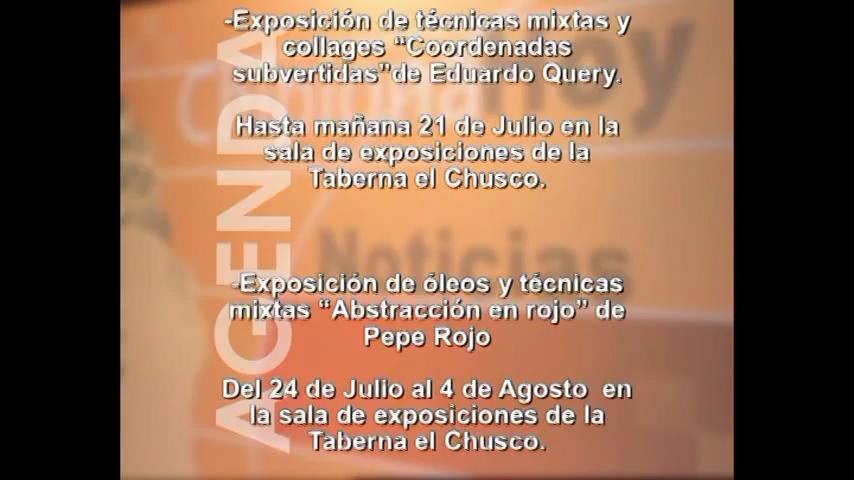 -Exposición de técnicas mixtas y
collages “Coordenadas
subvertidas”de Eduardo Query.
Hasta mañana 21 de Julio en la
sala de exposiciones de la
Taberna el Chusco.
-Exposición de óleos y técnicas
mixtas “Abstracción en rojo” de
Pepe Rojo
Del 24 de Julio al 4 de Agosto  en
la sala de exposiciones de la
Taberna el Chusco.
AGENDA
Chipiona
hoy
Noticias